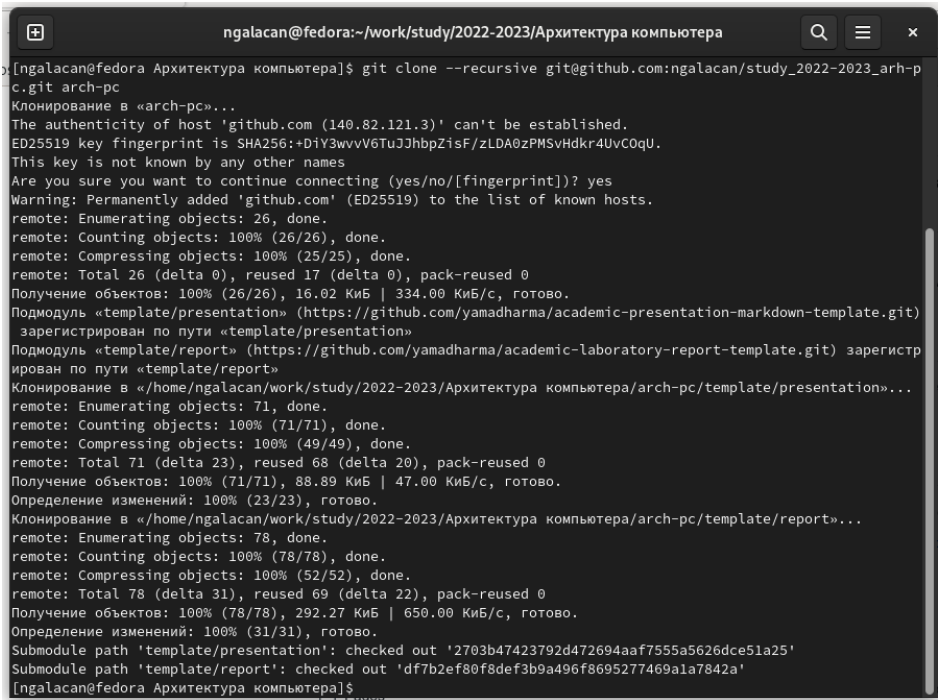 ngalacan@fedora:~/work/study/2022-2023/Архитектура компьютера
[ngalacan@fedora Архитектура компьютера]$ git clone --recursive git@github.com:ngalacan/study_2022-2023_arh-p
c.git arch-pc
Клонирование в «arch-pc»...
The authenticity of host 'github.com (140.82.121.3)' can't be established.
ED25519 key fingerprint is SHA256:+DiY3wvvV6TuJJhbpZisF/zLDA0zPMSvHdkr4UvCOqU.
This key is not known by any other names
Are you sure you want to continue connecting (yes/no/[fingerprint])? yes
Warning: Permanently added 'github.com' (ED25519) to the list of known hosts.
remote: Enumerating objects: 26, done.
remote: Counting objects: 100% (26/26), done.
remote: Compressing objects: 100% (25/25), done.
remote: Total 26 (delta 0), reused 17 (delta 0), pack-reused 0
Получение объектов: 100% (26/26), 16.02 КиБ | 334.00 КиБ/с, готово.
Подмодуль «template/presentation» (https://github.com/yamadharma/academic-presentation-markdown-template.git)
 зарегистрирован по пути «template/presentation»
Подмодуль «template/report» (https://github.com/yamadharma/academic-laboratory-report-template.git) зарегистр
ирован по пути «template/report»
Клонирование в «/home/ngalacan/work/study/2022-2023/Архитектура компьютера/arch-pc/template/presentation»...
remote: Enumerating objects: 71, done.
remote: Counting objects: 100% (71/71), done.
remote: Compressing objects: 100% (49/49), done.
remote: Total 71 (delta 23), reused 68 (delta 20), pack-reused 0
Получение объектов: 100% (71/71), 88.89 КиБ | 47.00 КиБ/с, готово.
Определение изменений: 100% (23/23), готово.
Клонирование в «/home/ngalacan/work/study/2022-2023/Архитектура компьютера/arch-pc/template/report»...
remote: Enumerating objects: 78, done.
remote: Counting objects: 100% (78/78), done.
remote: Compressing objects: 100% (52/52), done.
remote: Total 78 (delta 31), reused 69 (delta 22), pack-reused 0
Получение объектов: 100% (78/78), 292.27 КиБ | 650.00 КиБ/с, готово.
Определение изменений: 100% (31/31), готово.
Submodule path 'template/presentation': checked out '2703b47423792d472694aaf7555a5626dce51a25'
Submodule path 'template/report': checked out 'df7b2ef80f8def3b9a496f8695277469a1a7842a'
[ngalacan@fedora Архитектура компьютера]$